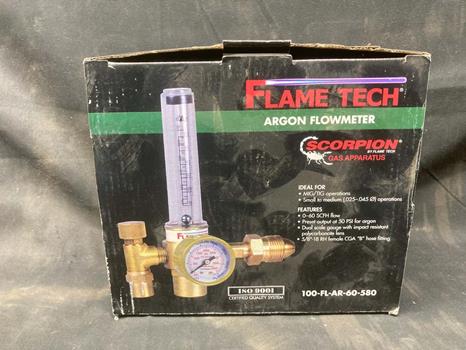 FLAME TECH®
ARGON FLOWMETER
SCORPION
BY FLAME TECH
GAS APPARATUS
IDEAL FOR
• MIG/TIG operations
• Small to medium (.025-.045 Ø) operations
FEATURES
• 0-60 SCFH flow
• Preset output at 50 PSI for argon
• Dual scale gauge with impact resistant
polycarbonate lens
• 5/8"-18 RH female CGA "B" hose fitting
ISO 9001
CERTIFIED QUALITY SYSTEM
100-FL-AR-60-580